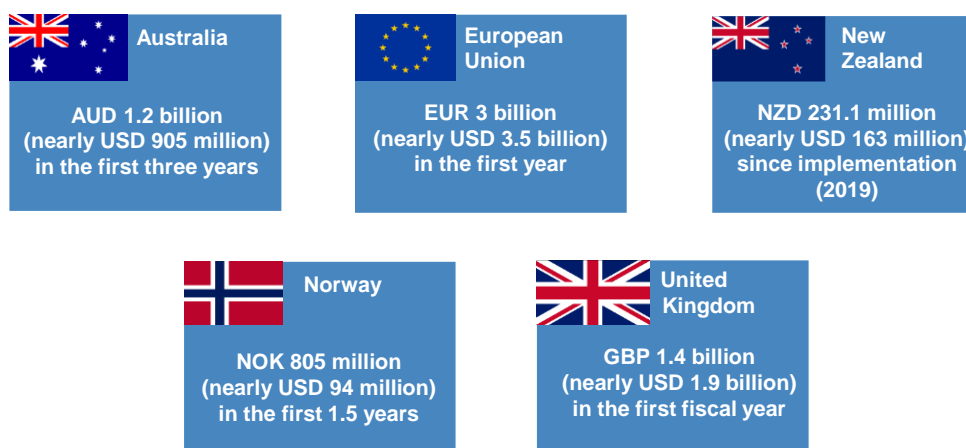 Australia
AUD 1.2 billion
(nearly USD 905 million)
in the first three years
European
Union
EUR 3 billion
(nearly USD 3.5 billion)
in the first year
New
Zealand
NZD 231.1 million
(nearly USD 163 million)
since implementation
(2019)
Norway
NOK 805 million
(nearly USD 94 million)
in the first 1.5 years
United
Kingdom
GBP 1.4 billion
(nearly USD 1.9 billion)
in the first fiscal year